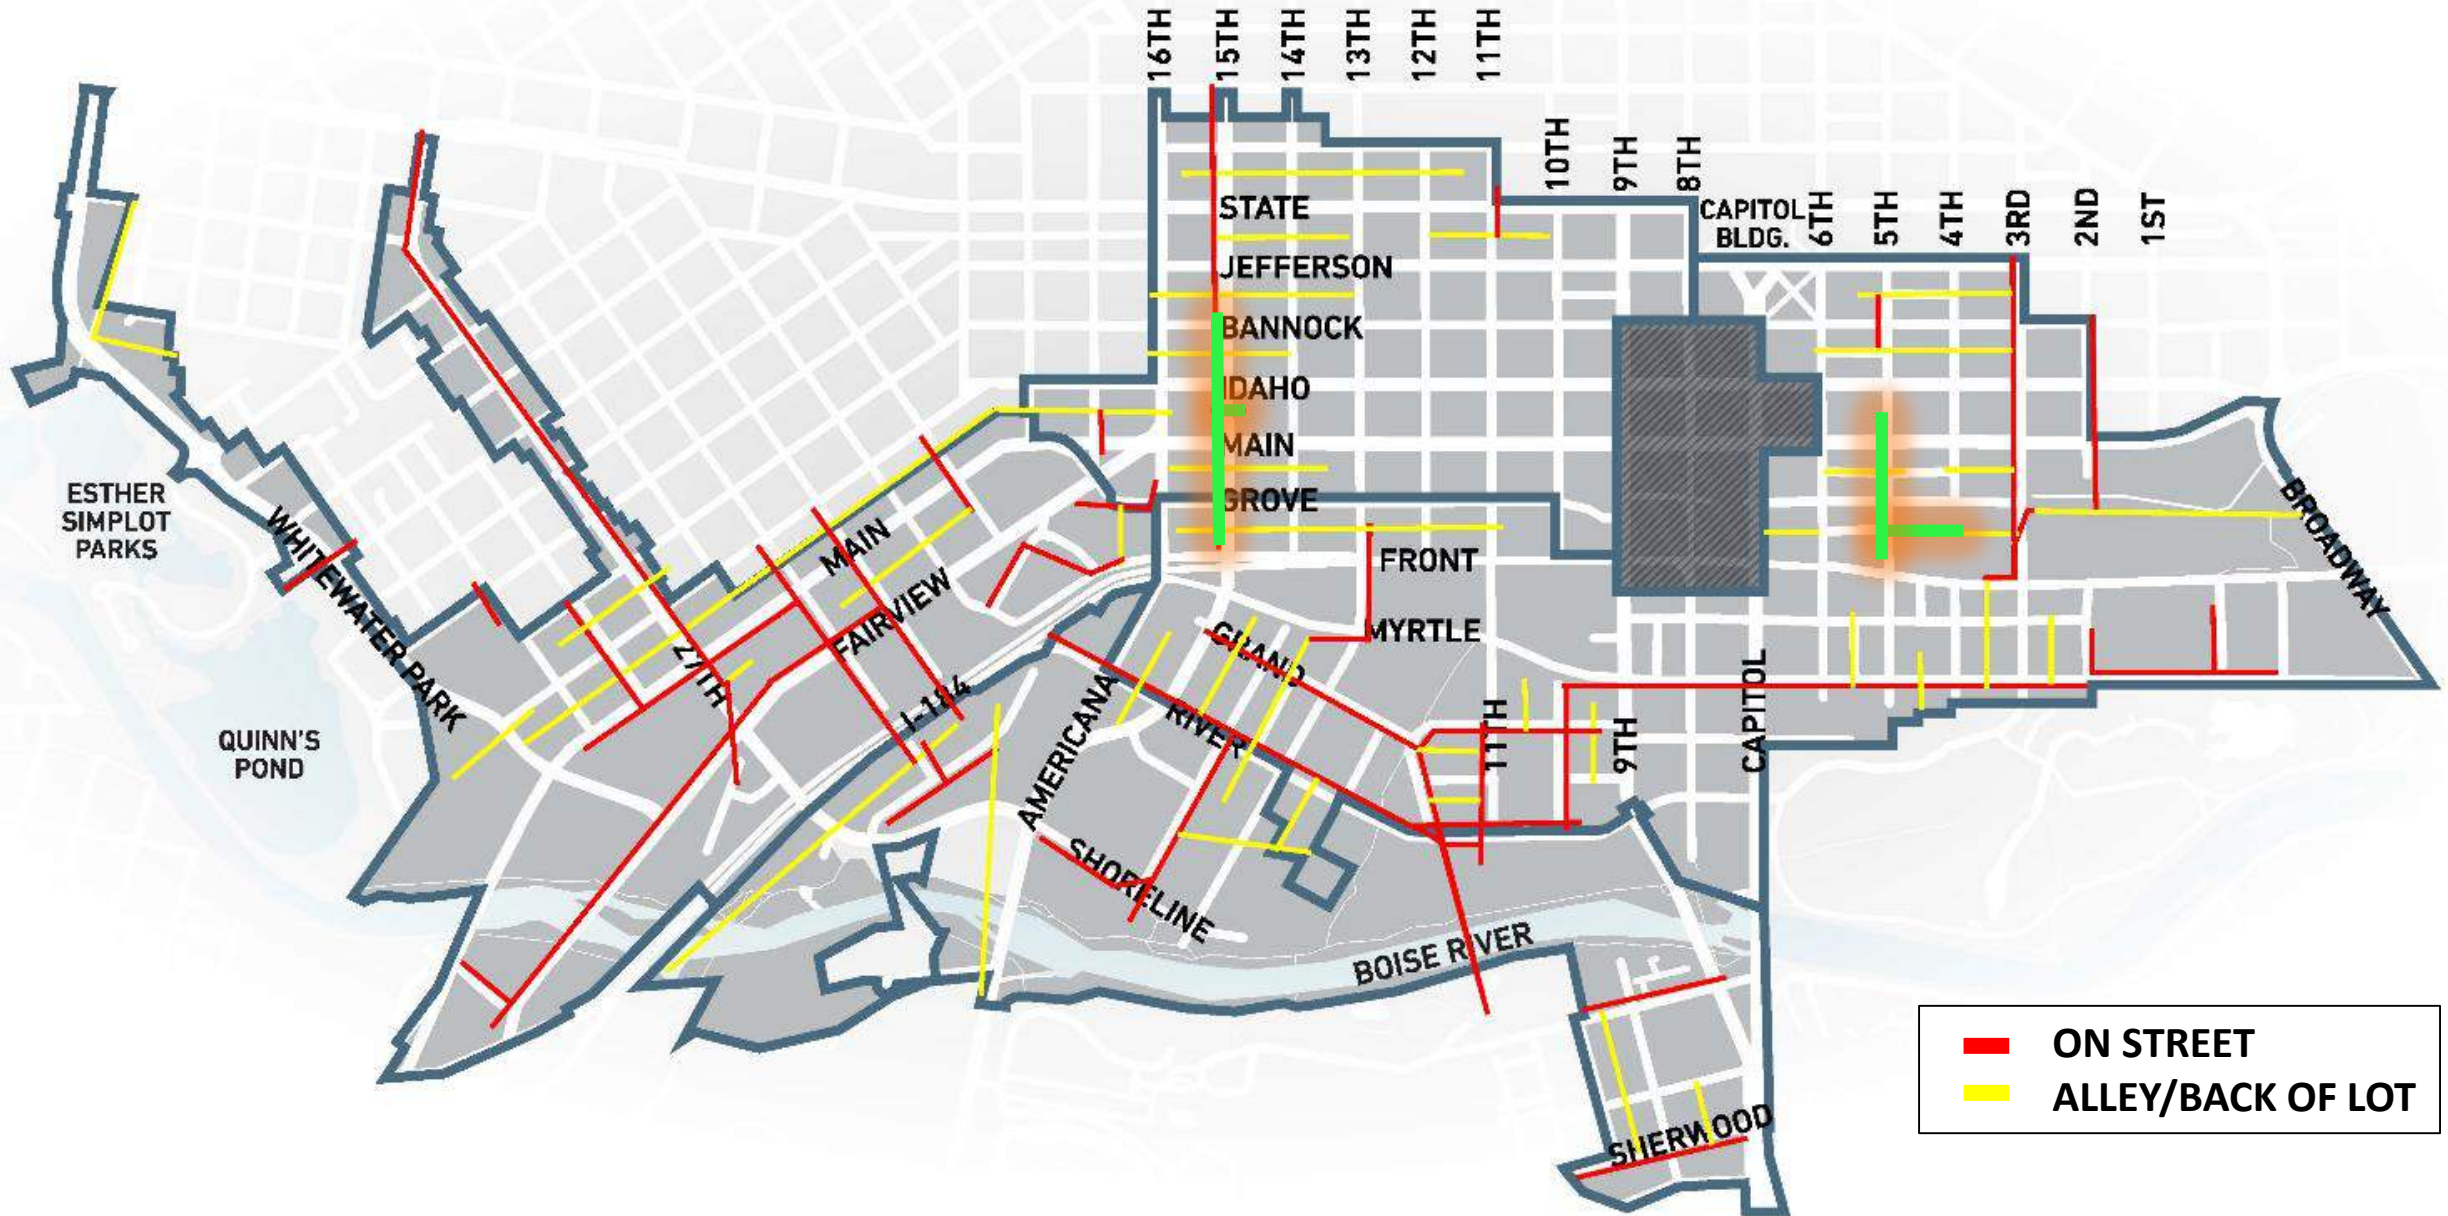 16TH
15TH
14TH
13TH
12TH
11TH
10TH
9TH
8TH
CAPITOL
BLDG.
6TH
5TH
4TH
3RD
2ND
1ST
STATE
JEFFERSON
BANNOCK
IDAHO
MAIN
GROVE
FRONT
MYRTLE
ESTHER
SIMPLOT
PARKS
WHITEWATER PARK
QUINN'S
POND
MAIN
FAIRVIEW
27TH
I-184
AMERICANA
GRAND
RIVER
SHORELINE
11TH
9TH
CAPITOL
BROADWAY
BOISE RIVER
SHERWOOD
ON STREET
ALLEY/BACK OF LOT